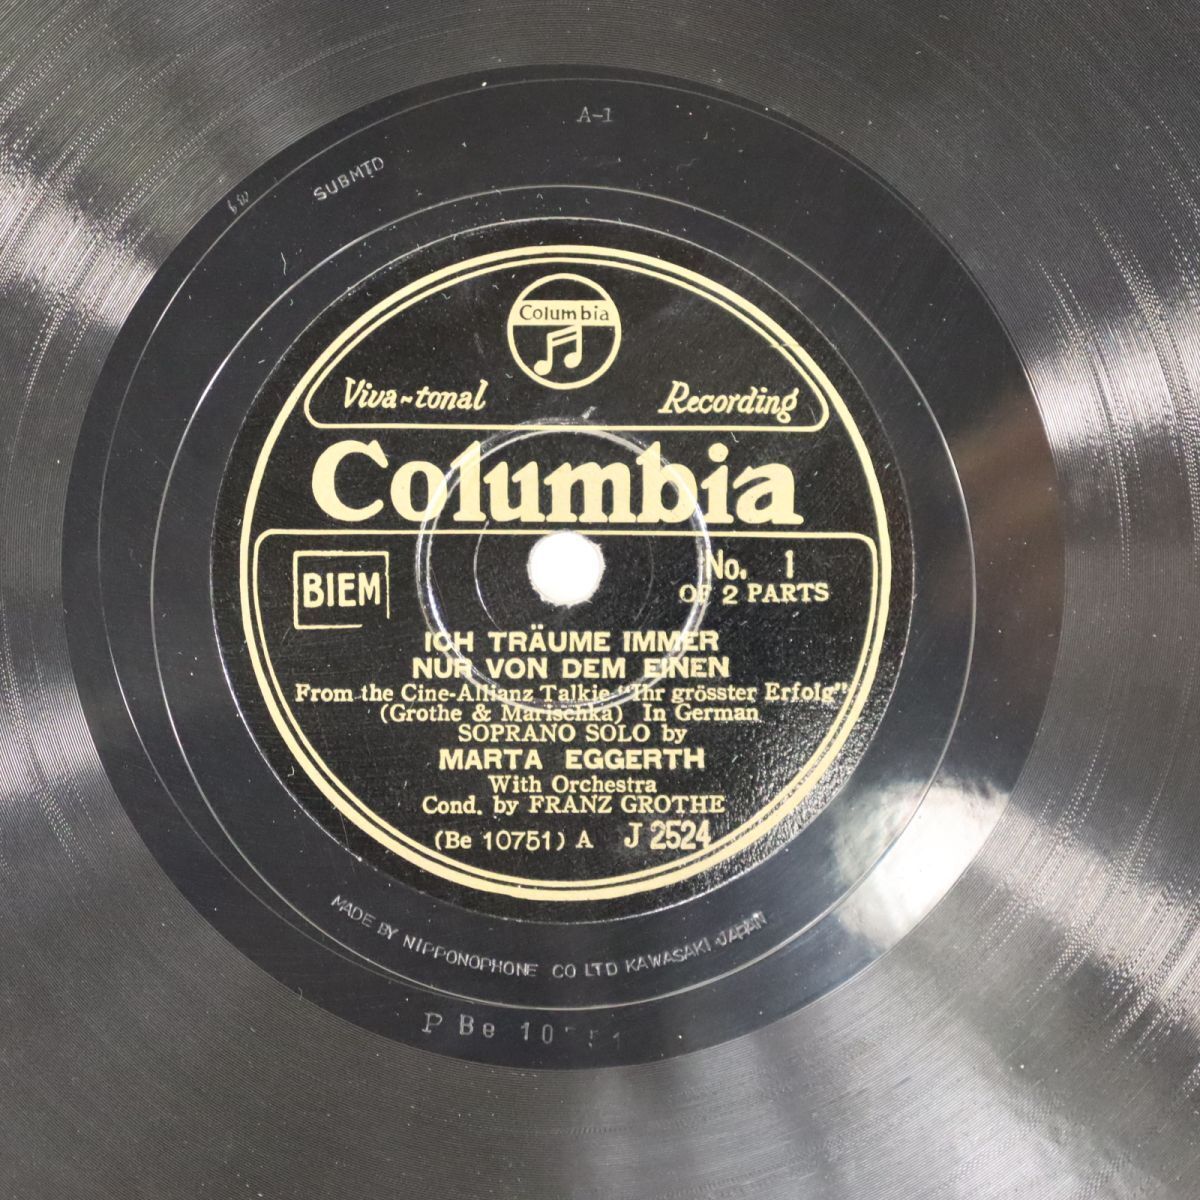 A-1
SUBMTD
Columbia
Viva-tonal Recording
Columbia
BIEM
No. 1
OF 2 PARTS
ICH TRÄUME IMMER
NUR VON DEM EINEN
From the Cine-Allianz Talkie "Ihr grösster Erfolg"
(Grothe & Marischka) In German
SOPRANO SOLO by
MARTA EGGERTH
With Orchestra
Cond. by FRANZ GROTHE
(Be 10751) A J 2524
MADE BY NIPPONOPHONE CO LTD KAWASAKI-JAPAN
P Be 10751